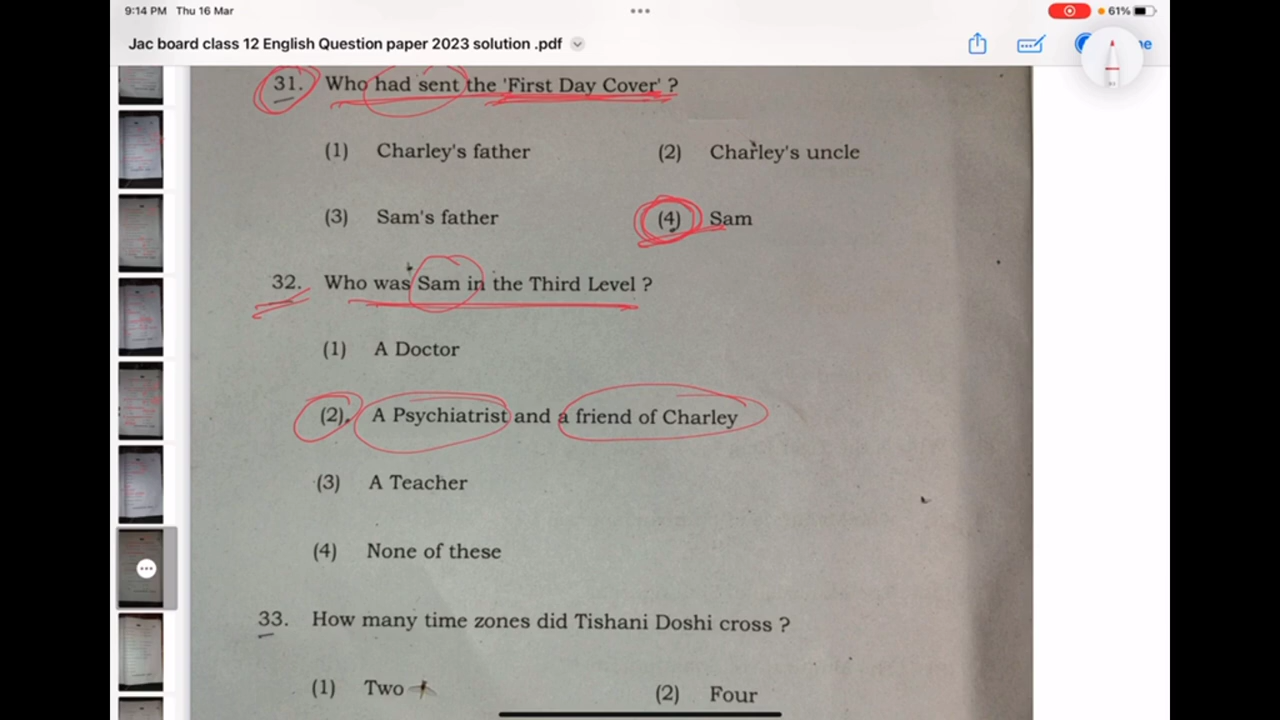 9:14 PM Thu 16 Mar
61%
Jac board class 12 English Question paper 2023 solution .pdf
31. Who had sent the 'First Day Cover' ?
(1) Charley's father (2) Charley's uncle
(3) Sam's father (4) Sam
32. Who was Sam in the Third Level ?
(1) A Doctor
(2). A Psychiatrist and a friend of Charley
(3) A Teacher
(4) None of these
33. How many time zones did Tishani Doshi cross ?
(1) Two (2) Four